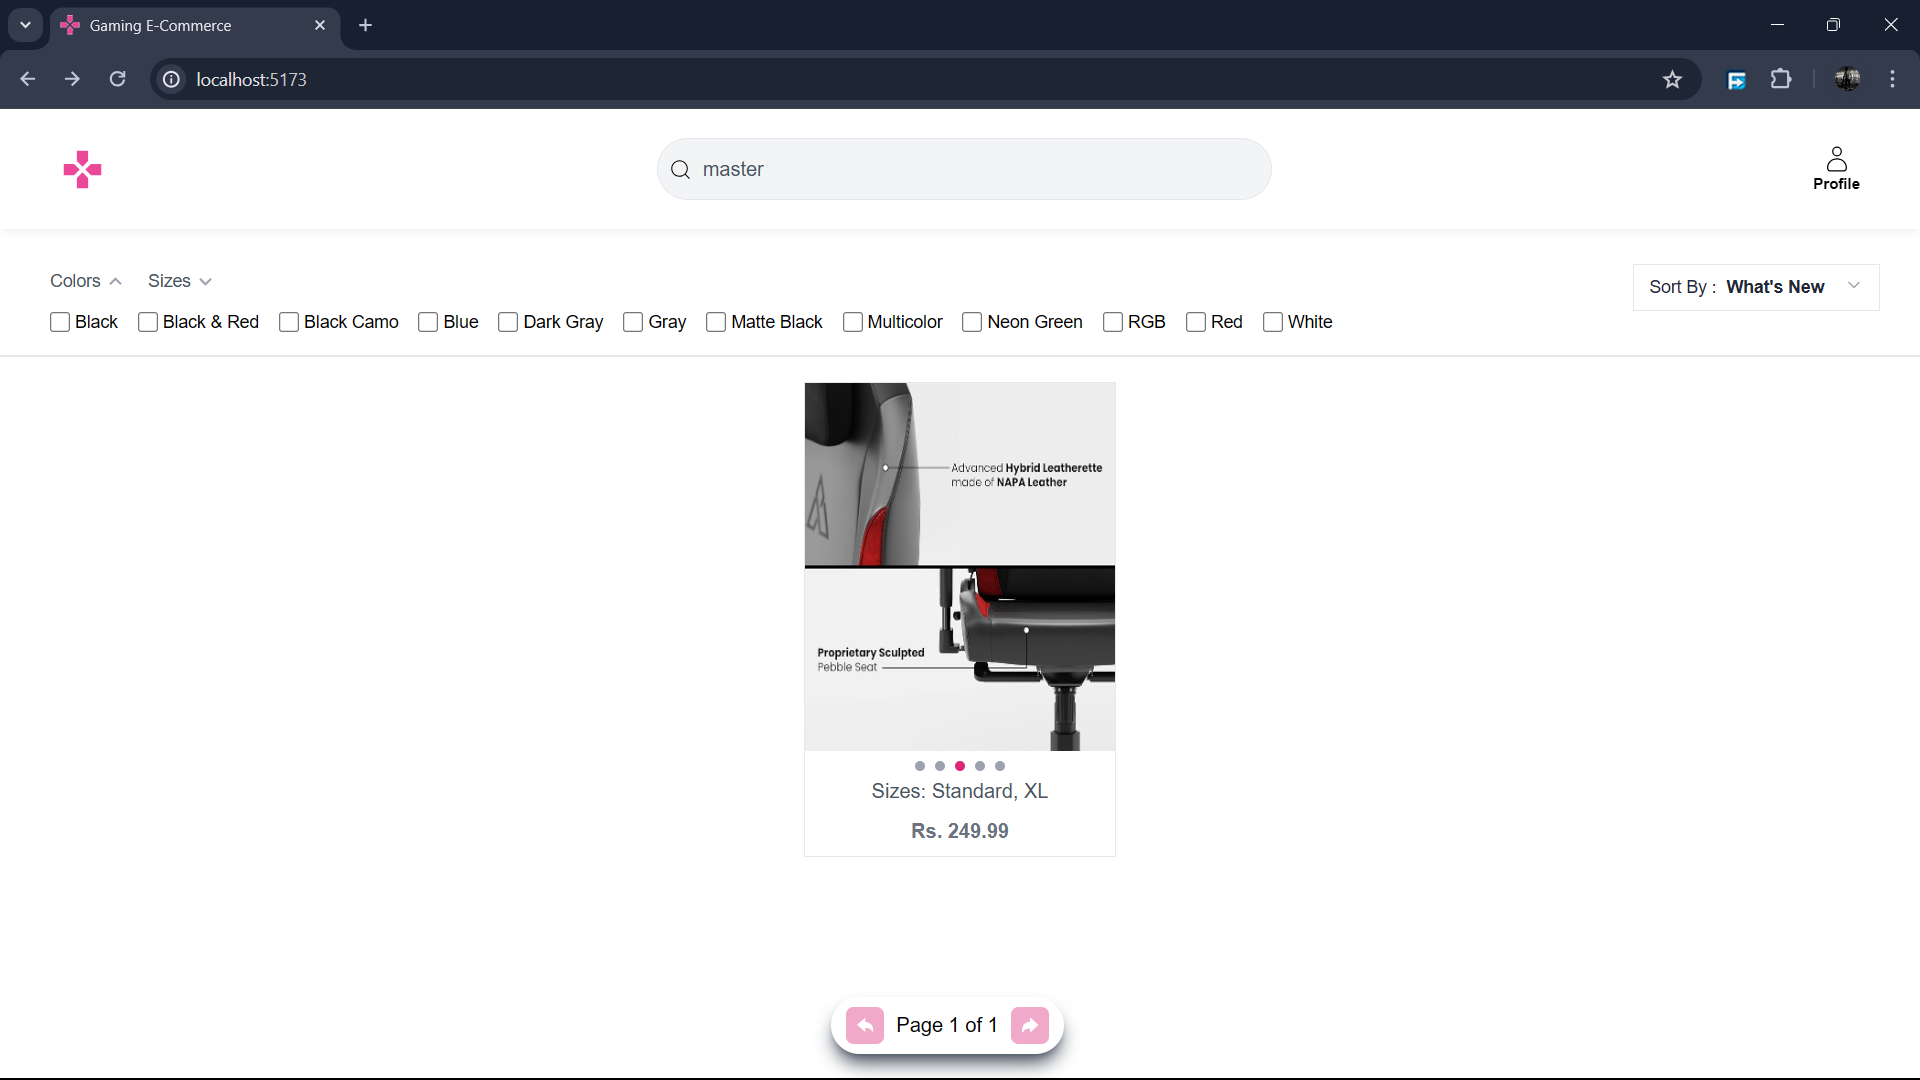 Gaming E-Commerce
localhost:5173
master
Profile
Colors Sizes
Sort By : What's New
Black Black & Red Black Camo Blue Dark Gray Gray Matte Black Multicolor Neon Green RGB Red White
Advanced Hybrid Leatherette
made of NAPA Leather
Proprietary Sculpted
Pebble Seat
Sizes: Standard, XL
Rs. 249.99
Page 1 of 1